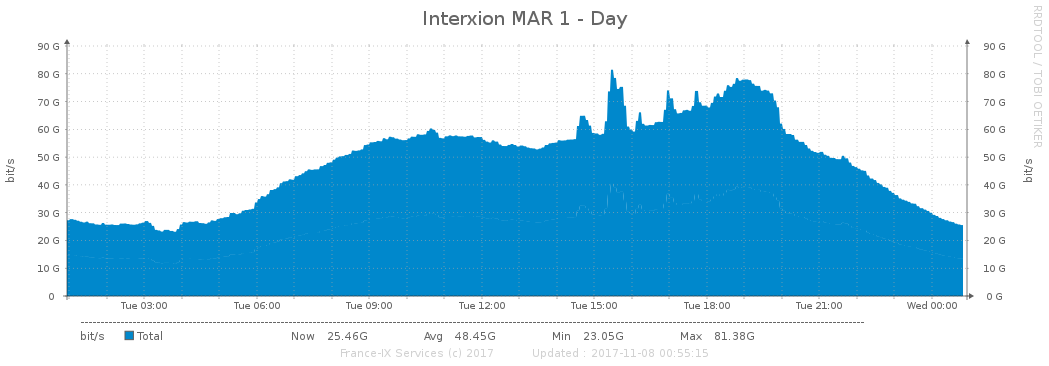 Interxion MAR 1 - Day
RRDTOOL / TOBI OETIKER
bit/s
90 G 90 G
80 G 80 G
70 G 70 G
60 G 60 G
50 G 50 G
40 G 40 G
30 G 30 G
20 G 20 G
10 G 10 G
0 0 G
bit/s
Tue 03:00 Tue 06:00 Tue 09:00 Tue 12:00 Tue 15:00 Tue 18:00 Tue 21:00 Wed 00:00
bit/s Total Now 25.46G Avg 48.45G Min 23.05G Max 81.38G
France-IX Services (c) 2017 Updated : 2017-11-08 00:55:15